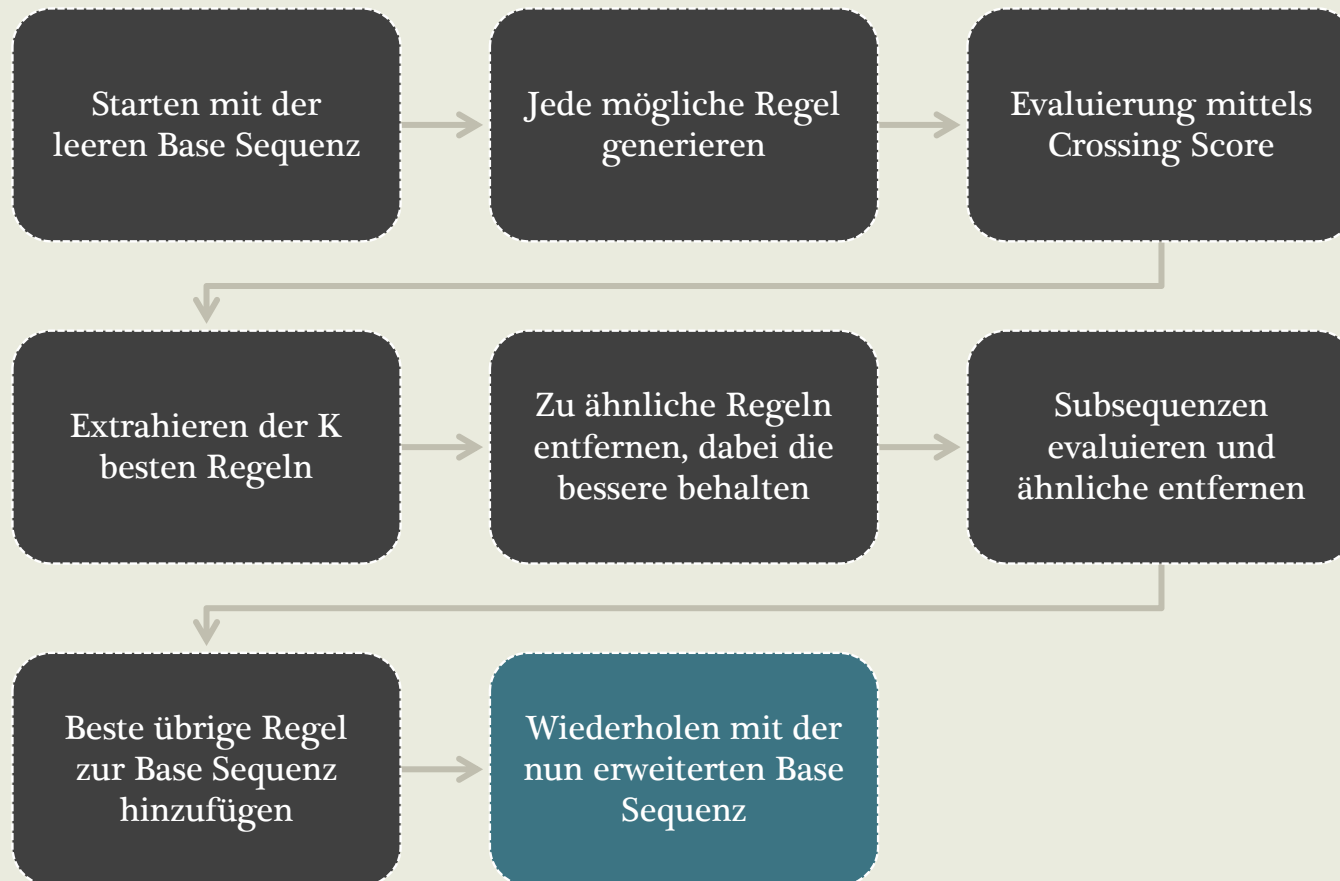 Starten mit der
leeren Base Sequenz
Jede mögliche Regel
generieren
Evaluierung mittels
Crossing Score
Extrahieren der K
besten Regeln
Zu ähnliche Regeln
entfernen, dabei die
bessere behalten
Subsequenzen
evaluieren und
ähnliche entfernen
Beste übrige Regel
zur Base Sequenz
hinzufügen
Wiederholen mit der
nun erweiterten Base
Sequenz